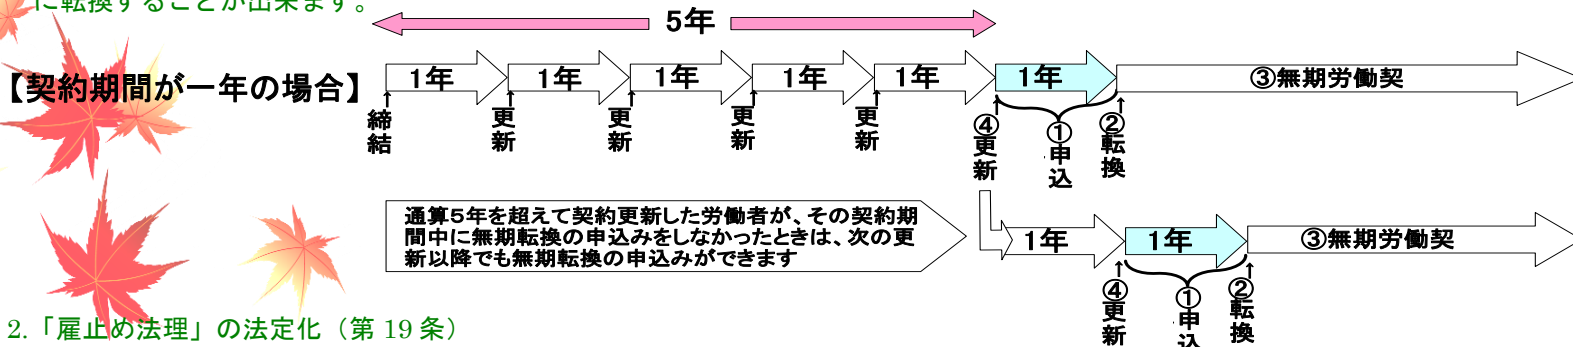 に転換することが出来ます。
5年
【契約期間が一年の場合】
1年 1年 1年 1年 1年 1年 ③無期労働契
↑締結 ↑更新 ↑更新 ↑更新 ↑更新 ↑④更新 ①申込 ↑②転換
通算5年を超えて契約更新した労働者が、その契約期
間中に無期転換の申込みをしなかったときは、次の更
新以降でも無期転換の申込みができます
1年 1年 ③無期労働契
↑④更新 ①申込 ↑②転換
2.「雇止め法理」の法定化（第 19 条）